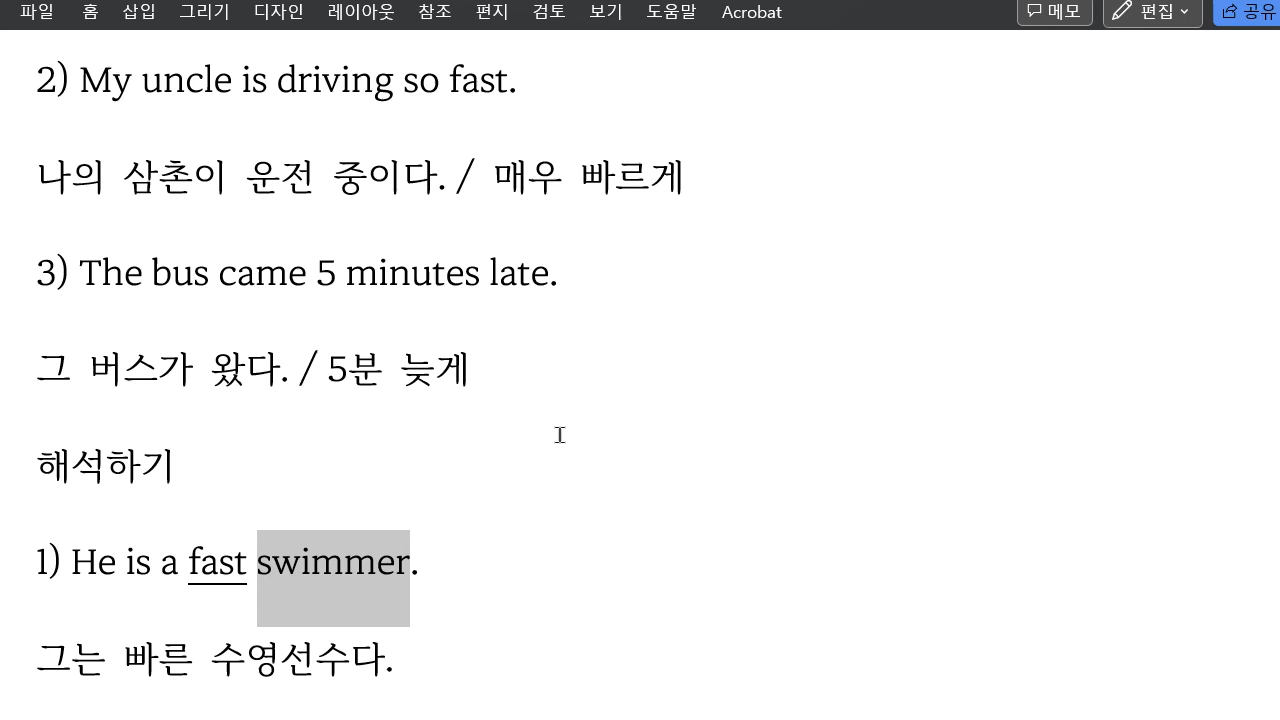 파일 홈 삽입 그리기 디자인 레이아웃 참조 편지 검토 보기 도움말 Acrobat 메모 편집 공유
2) My uncle is driving so fast.
나의 삼촌이 운전 중이다. / 매우 빠르게
3) The bus came 5 minutes late.
그 버스가 왔다. / 5분 늦게
해석하기
1) He is a fast swimmer.
그는 빠른 수영선수다.